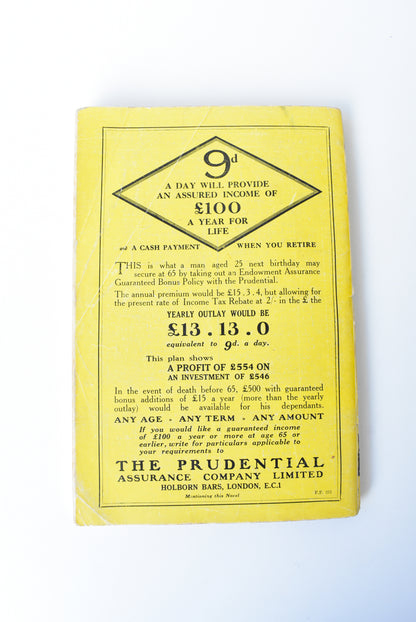 9d
A DAY WILL PROVIDE
AN ASSURED INCOME OF
£100
A YEAR FOR
LIFE
and A CASH PAYMENT WHEN YOU RETIRE
THIS is what a man aged 25 next birthday may
secure at 65 by taking out an Endowment Assurance
Guaranteed Bonus Policy with the Prudential.
The annual premium would be £15.3.4, but allowing for
the present rate of Income Tax Rebate at 2/- in the £ the
YEARLY OUTLAY WOULD BE
£13.13.0
equivalent to 9d. a day.
This plan shows
A PROFIT OF £554 ON
AN INVESTMENT OF £546
In the event of death before 65, £500 with guaranteed
bonus additions of £15 a year (more than the yearly
outlay) would be available for his dependants.
ANY AGE - ANY TERM - ANY AMOUNT
If you would like a guaranteed income
of £100 a year or more at age 65 or
earlier, write for particulars applicable to
your requirements to
THE PRUDENTIAL
ASSURANCE COMPANY LIMITED
HOLBORN BARS, LONDON, E.C.1
Mentioning this Novel